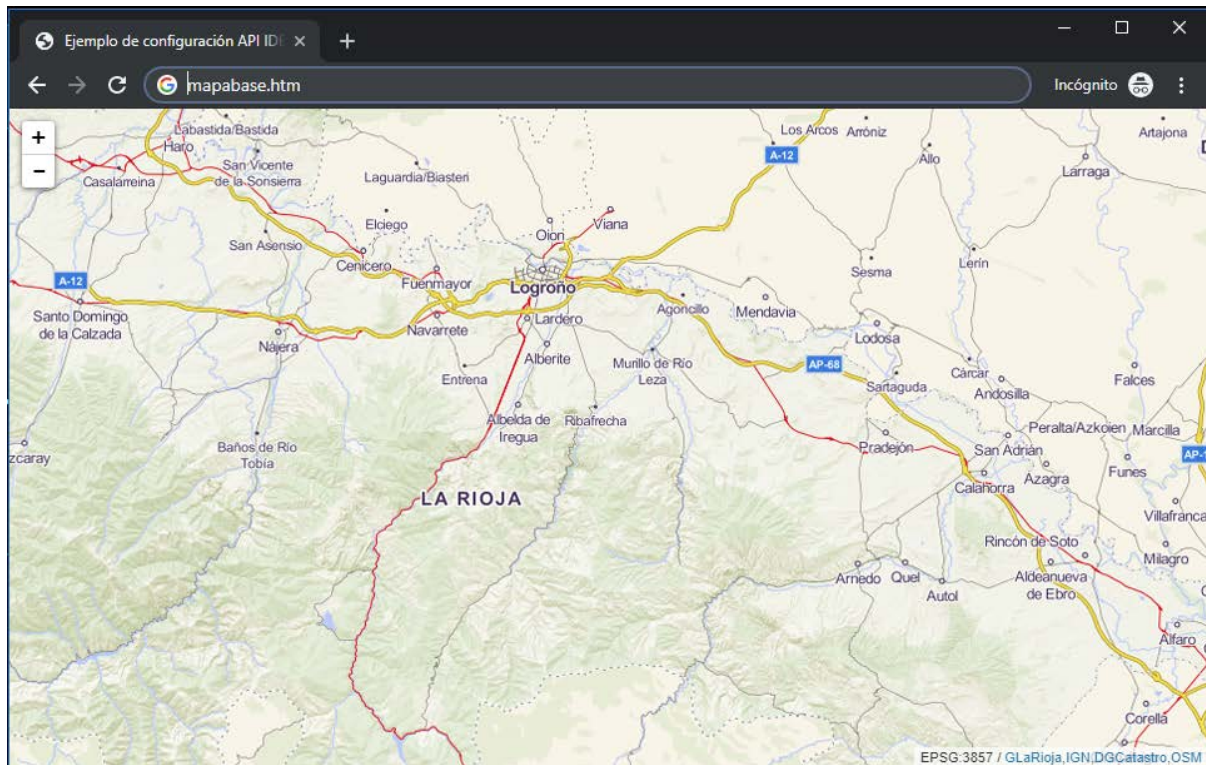 Ejemplo de configuración API IDE
mapabase.htm
Incógnito
+
−
Labastida/Bastida
Haro
San Vicente
de la Sonsierra
Casalarreina
Laguardia/Biasteri
Los Arcos
Arróniz
Artajona
A-12
Allo
Larraga
Elciego
Viana
Oion
San Asensio
Cenicero
Sesma
Lerín
A-12
Fuenmayor
Logroño
Agoncillo
Mendavia
Santo Domingo
de la Calzada
Navarrete
Lardero
Nájera
Alberite
Lodosa
Murillo de Río
Leza
AP-68
Entrena
Sartaguda
Cárcar
Andosilla
Falces
Albelda de
Iregua
Ribafrecha
Peralta/Azkoien
Marcilla
Baños de Río
Tobía
Pradejón
San Adrián
zcaray
AP-1
Azagra
Funes
Calahorra
LA RIOJA
Villafranca
Rincón de Soto
Milagro
Arnedo
Quel
Autol
Aldeanueva
de Ebro
Alfaro
Corella
EPSG:3857 / GLaRioja,IGN,DGCatastro,OSM